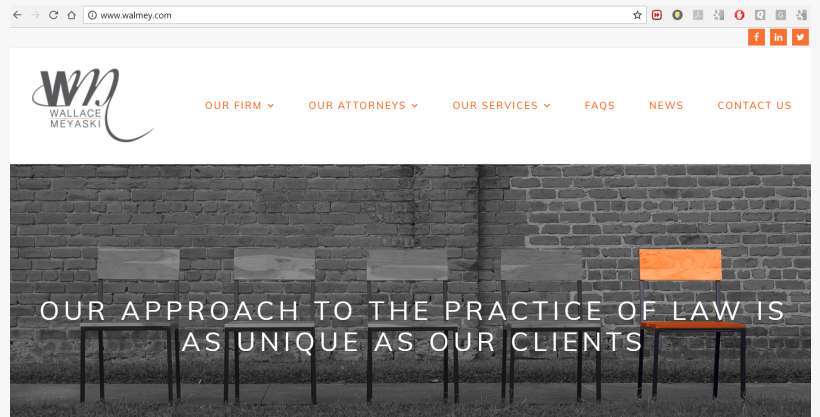 www.walmey.com
WM
WALLACE
MEYASKI
OUR FIRM
OUR ATTORNEYS
OUR SERVICES
FAQS
NEWS
CONTACT US
OUR APPROACH TO THE PRACTICE OF LAW IS
AS UNIQUE AS OUR CLIENTS